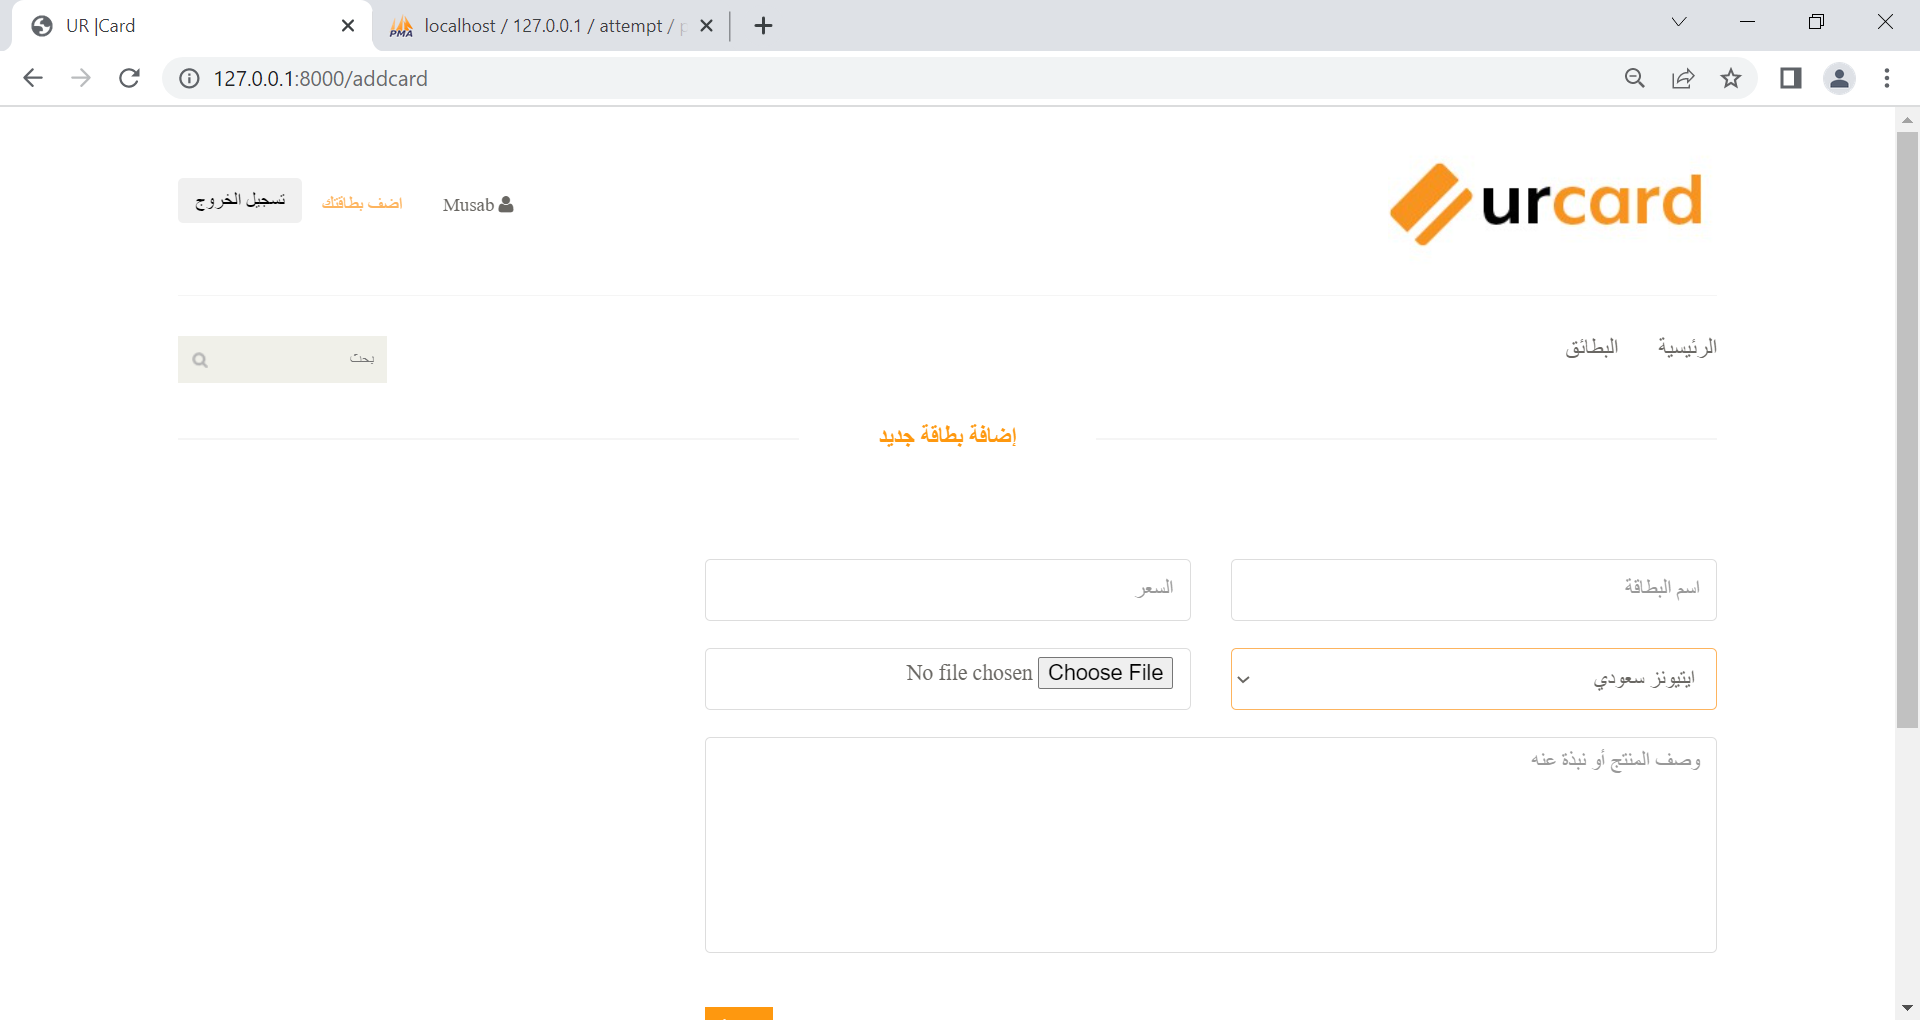 UR |Card
localhost / 127.0.0.1 / attempt /
127.0.0.1:8000/addcard
urcard
Musab
اضف بطاقتك
تسجيل الخروج
الرئيسية
البطائق
بحث
إضافة بطاقة جديد
اسم البطاقة
السعر
ايتيونز سعودي
Choose File No file chosen
وصف المنتج أو نبذة عنه